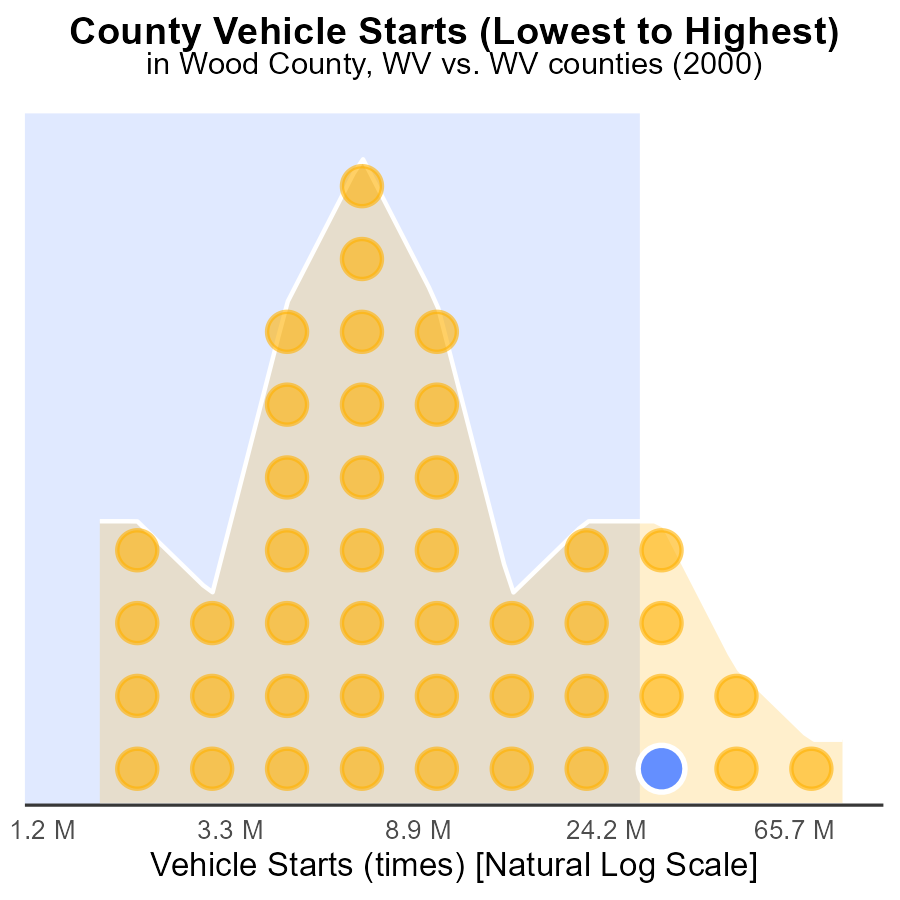 County Vehicle Starts (Lowest to Highest)
in Wood County, WV vs. WV counties (2000)
1.2 M 3.3 M 8.9 M 24.2 M 65.7 M
Vehicle Starts (times) [Natural Log Scale]